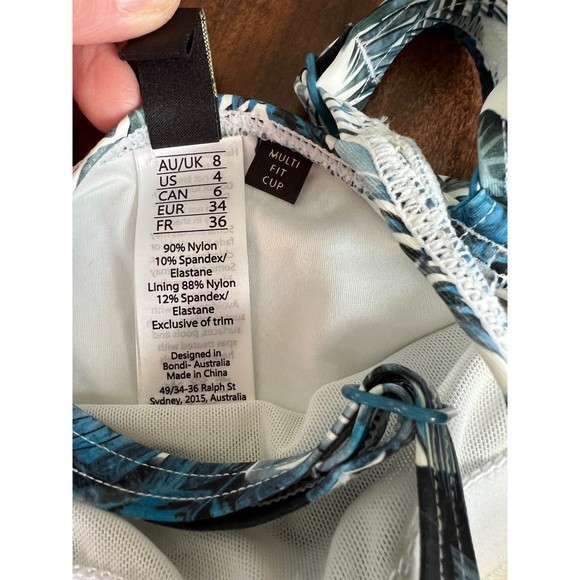 AU/UK 8
US 4
CAN 6
EUR 34
FR 36
90% Nylon
10% Spandex/
Elastane
Lining 88% Nylon
12% Spandex/
Elastane
Exclusive of trim
Designed in
Bondi- Australia
Made in China
49/34-36 Ralph St
Sydney, 2015, Australia
MULTI
FIT
CUP